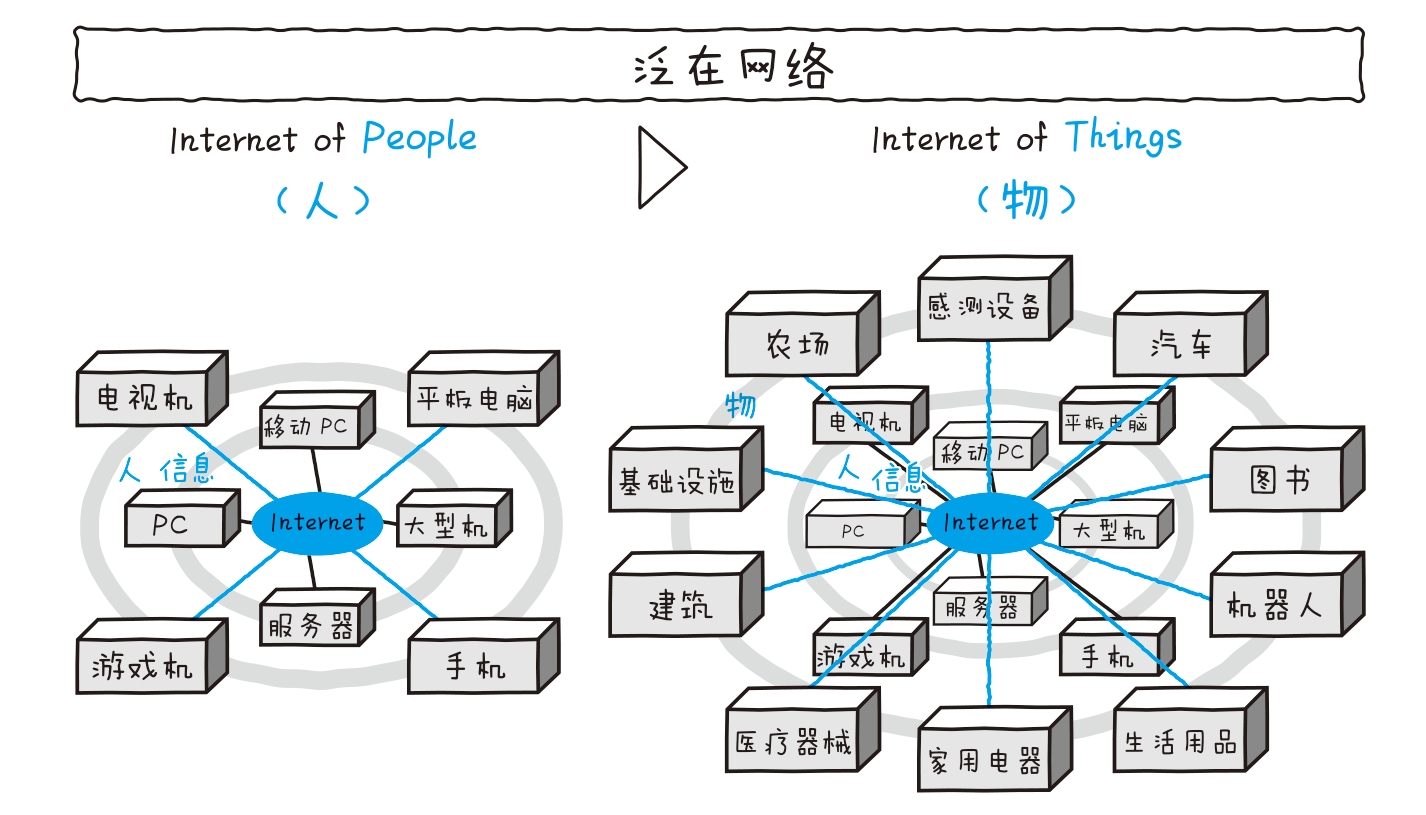 泛在网络
Internet of People
（人）
Internet of Things
（物）
电视机
移动 PC
平板电脑
人 信息
PC
Internet
大型机
服务器
游戏机
手机
感测设备
农场
汽车
物
电视机
移动 PC
平板电脑
基础设施
人 信息
图书
PC
Internet
大型机
建筑
服务器
机器人
游戏机
手机
医疗器械
家用电器
生活用品